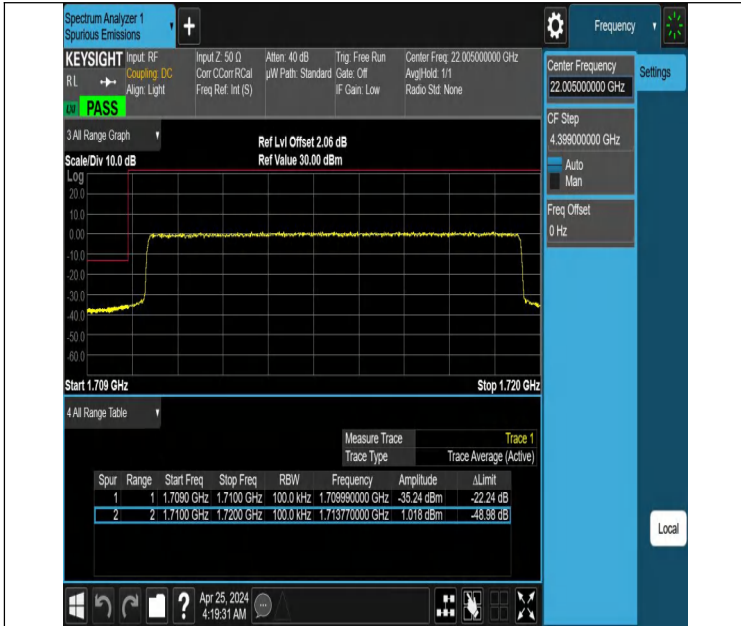 Spectrum Analyzer 1
Spurious Emissions
+
Frequency
KEYSIGHT
RL
Input: RF
Coupling: DC
Align: Light
Input Z: 50 Ω
Corr CCorr RCal
Freq Ref: Int (S)
Atten: 40 dB
µW Path: Standard
Trig: Free Run
Gate: Off
IF Gain: Low
Center Freq: 22.005000000 GHz
Avg|Hold: 1/1
Radio Std: None
PASS
Center Frequency
22.005000000 GHz
Settings
CF Step
4.399000000 GHz
Auto
Man
Freq Offset
0 Hz
3 All Range Graph
Ref Lvl Offset 2.06 dB
Scale/Div 10.0 dB
Ref Value 30.00 dBm
Log
20.0
10.0
0.00
-10.0
-20.0
-30.0
-40.0
-50.0
-60.0
Start 1.709 GHz
Stop 1.720 GHz
4 All Range Table
Measure Trace Trace 1
Trace Type Trace Average (Active)
Spur Range Start Freq Stop Freq RBW Frequency Amplitude ΔLimit
1 1 1.7090 GHz 1.7100 GHz 100.0 kHz 1.709990000 GHz -35.24 dBm -22.24 dB
2 2 1.7100 GHz 1.7200 GHz 100.0 kHz 1.713770000 GHz 1.018 dBm -48.98 dB
Local
?
Apr 25, 2024
4:19:31 AM